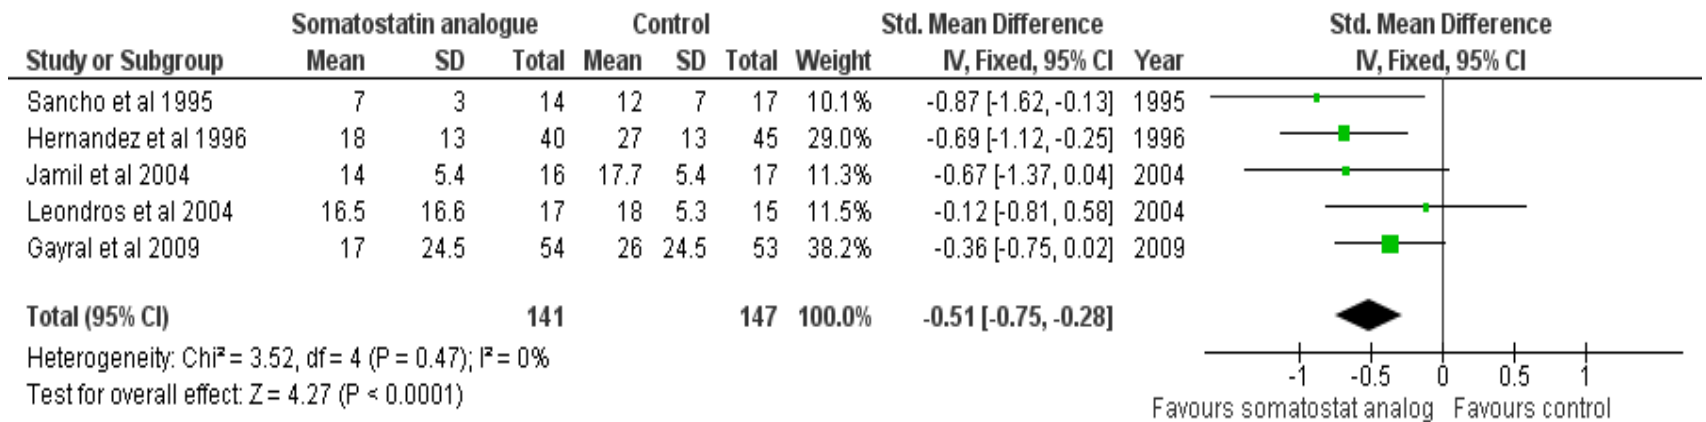 Somatostatin analogue Control Std. Mean Difference Std. Mean Difference
Study or Subgroup Mean SD Total Mean SD Total Weight IV, Fixed, 95% CI Year IV, Fixed, 95% CI
Sancho et al 1995 7 3 14 12 7 17 10.1% -0.87 [-1.62, -0.13] 1995
Hernandez et al 1996 18 13 40 27 13 45 29.0% -0.69 [-1.12, -0.25] 1996
Jamil et al 2004 14 5.4 16 17.7 5.4 17 11.3% -0.67 [-1.37, 0.04] 2004
Leondros et al 2004 16.5 16.6 17 18 5.3 15 11.5% -0.12 [-0.81, 0.58] 2004
Gayral et al 2009 17 24.5 54 26 24.5 53 38.2% -0.36 [-0.75, 0.02] 2009
Total (95% CI) 141 147 100.0% -0.51 [-0.75, -0.28]
Heterogeneity: Chi² = 3.52, df = 4 (P = 0.47); I² = 0%
Test for overall effect: Z = 4.27 (P < 0.0001)
-1 -0.5 0 0.5 1
Favours somatostat analog Favours control